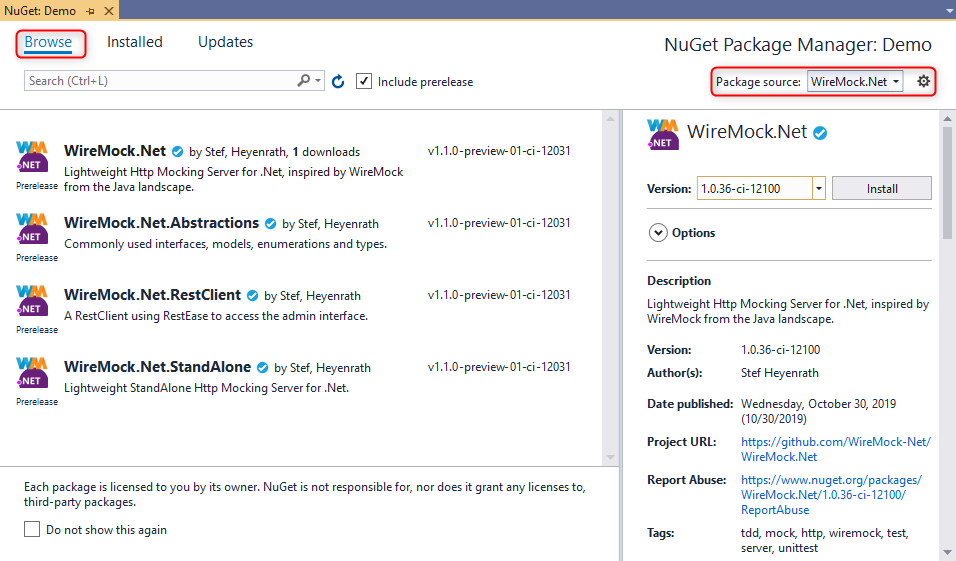 NuGet: Demo
Browse
Installed
Updates
NuGet Package Manager: Demo
Search (Ctrl+L)
Include prerelease
Package source: WireMock.Net
WM
.NET
Prerelease
WireMock.Net by Stef, Heyenrath, 1 downloads
v1.1.0-preview-01-ci-12031
Lightweight Http Mocking Server for .Net, inspired by WireMock
from the Java landscape.
WM
.NET
Prerelease
WireMock.Net.Abstractions by Stef, Heyenrath
v1.1.0-preview-01-ci-12031
Commonly used interfaces, models, enumerations and types.
WM
.NET
Prerelease
WireMock.Net.RestClient by Stef, Heyenrath
v1.1.0-preview-01-ci-12031
A RestClient using RestEase to access the admin interface.
WM
.NET
Prerelease
WireMock.Net.StandAlone by Stef, Heyenrath
v1.1.0-preview-01-ci-12031
Lightweight StandAlone Http Mocking Server for .Net.
Each package is licensed to you by its owner. NuGet is not responsible for, nor does it grant any licenses to,
third-party packages.
Do not show this again
WM
.NET
WireMock.Net
Version: 1.0.36-ci-12100
Install
Options
Description
Lightweight Http Mocking Server for .Net, inspired by
WireMock from the Java landscape.
Version: 1.0.36-ci-12100
Author(s): Stef Heyenrath
Date published: Wednesday, October 30, 2019
(10/30/2019)
Project URL: https://github.com/WireMock-Net/
WireMock.Net
Report Abuse: https://www.nuget.org/packages/
WireMock.Net/1.0.36-ci-12100/
ReportAbuse
Tags: tdd, mock, http, wiremock, test,
server, unittest